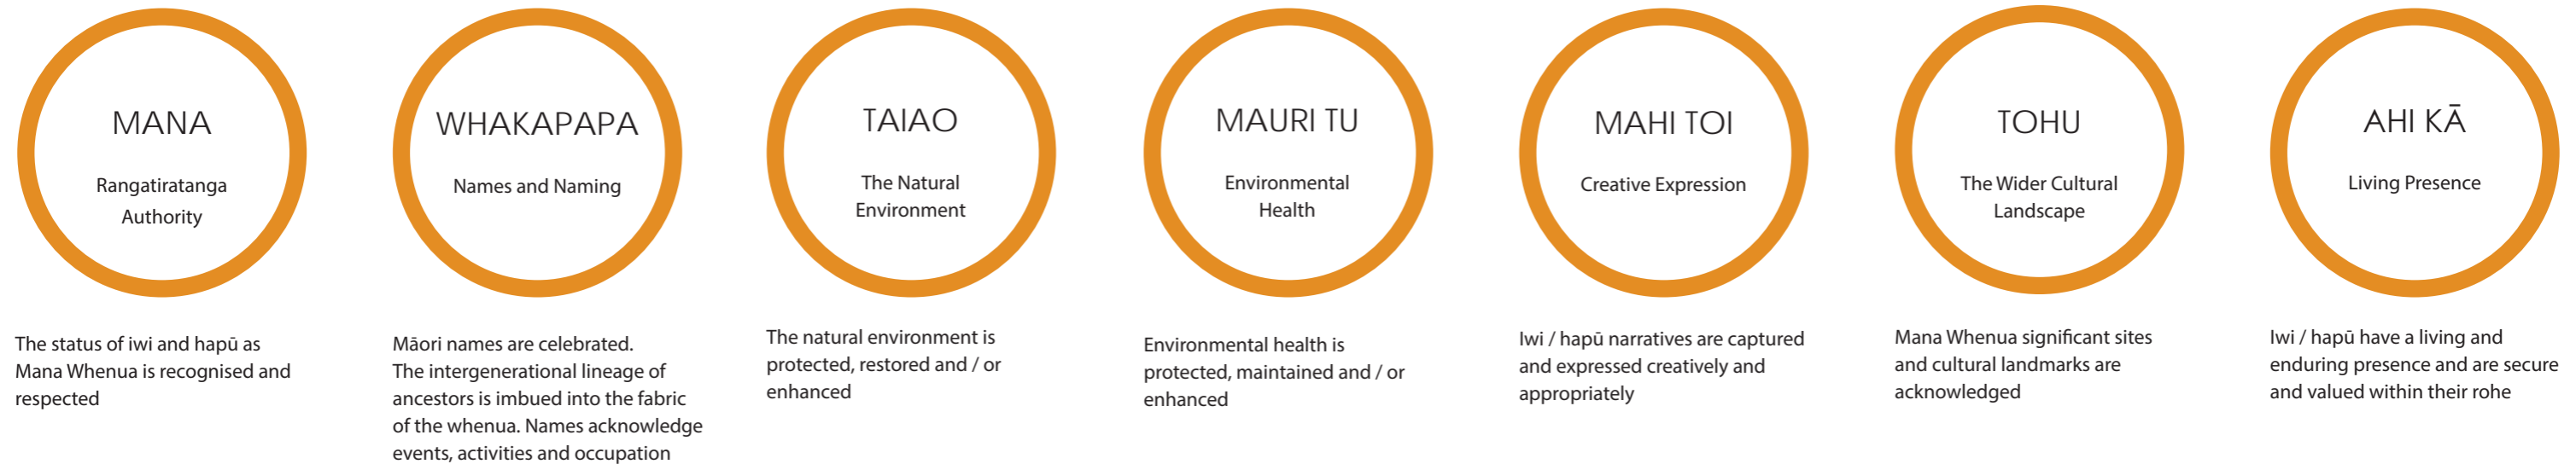 MANA
Rangatiratanga
Authority
The status of iwi and hapū as
Mana Whenua is recognised and
respected
WHAKAPAPA
Names and Naming
Māori names are celebrated.
The intergenerational lineage of
ancestors is imbued into the fabric
of the whenua. Names acknowledge
events, activities and occupation
TAIAO
The Natural
Environment
The natural environment is
protected, restored and / or
enhanced
MAURI TU
Environmental
Health
Environmental health is
protected, maintained and / or
enhanced
MAHI TOI
Creative Expression
Iwi / hapū narratives are captured
and expressed creatively and
appropriately
TOHU
The Wider Cultural
Landscape
Mana Whenua significant sites
and cultural landmarks are
acknowledged
AHI KĀ
Living Presence
Iwi / hapū have a living and
enduring presence and are secure
and valued within their rohe